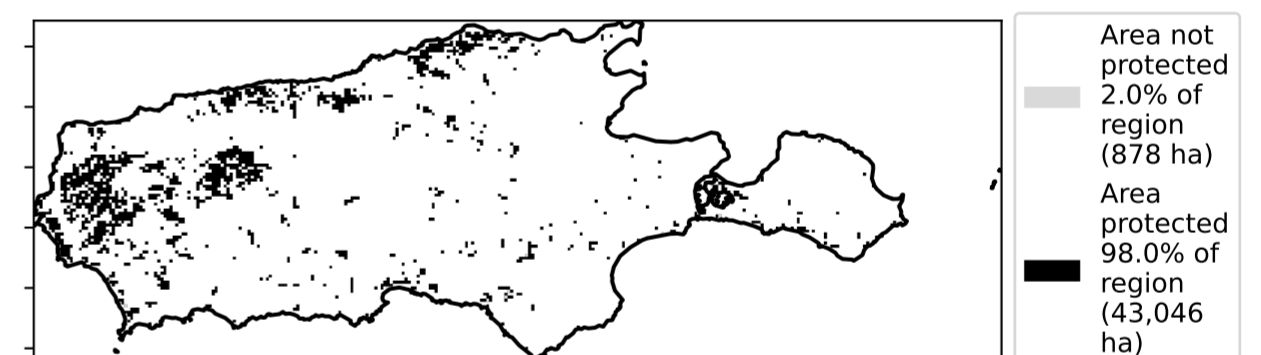 Area not
protected
2.0% of
region
(878 ha)
Area
protected
98.0% of
region
(43,046
ha)